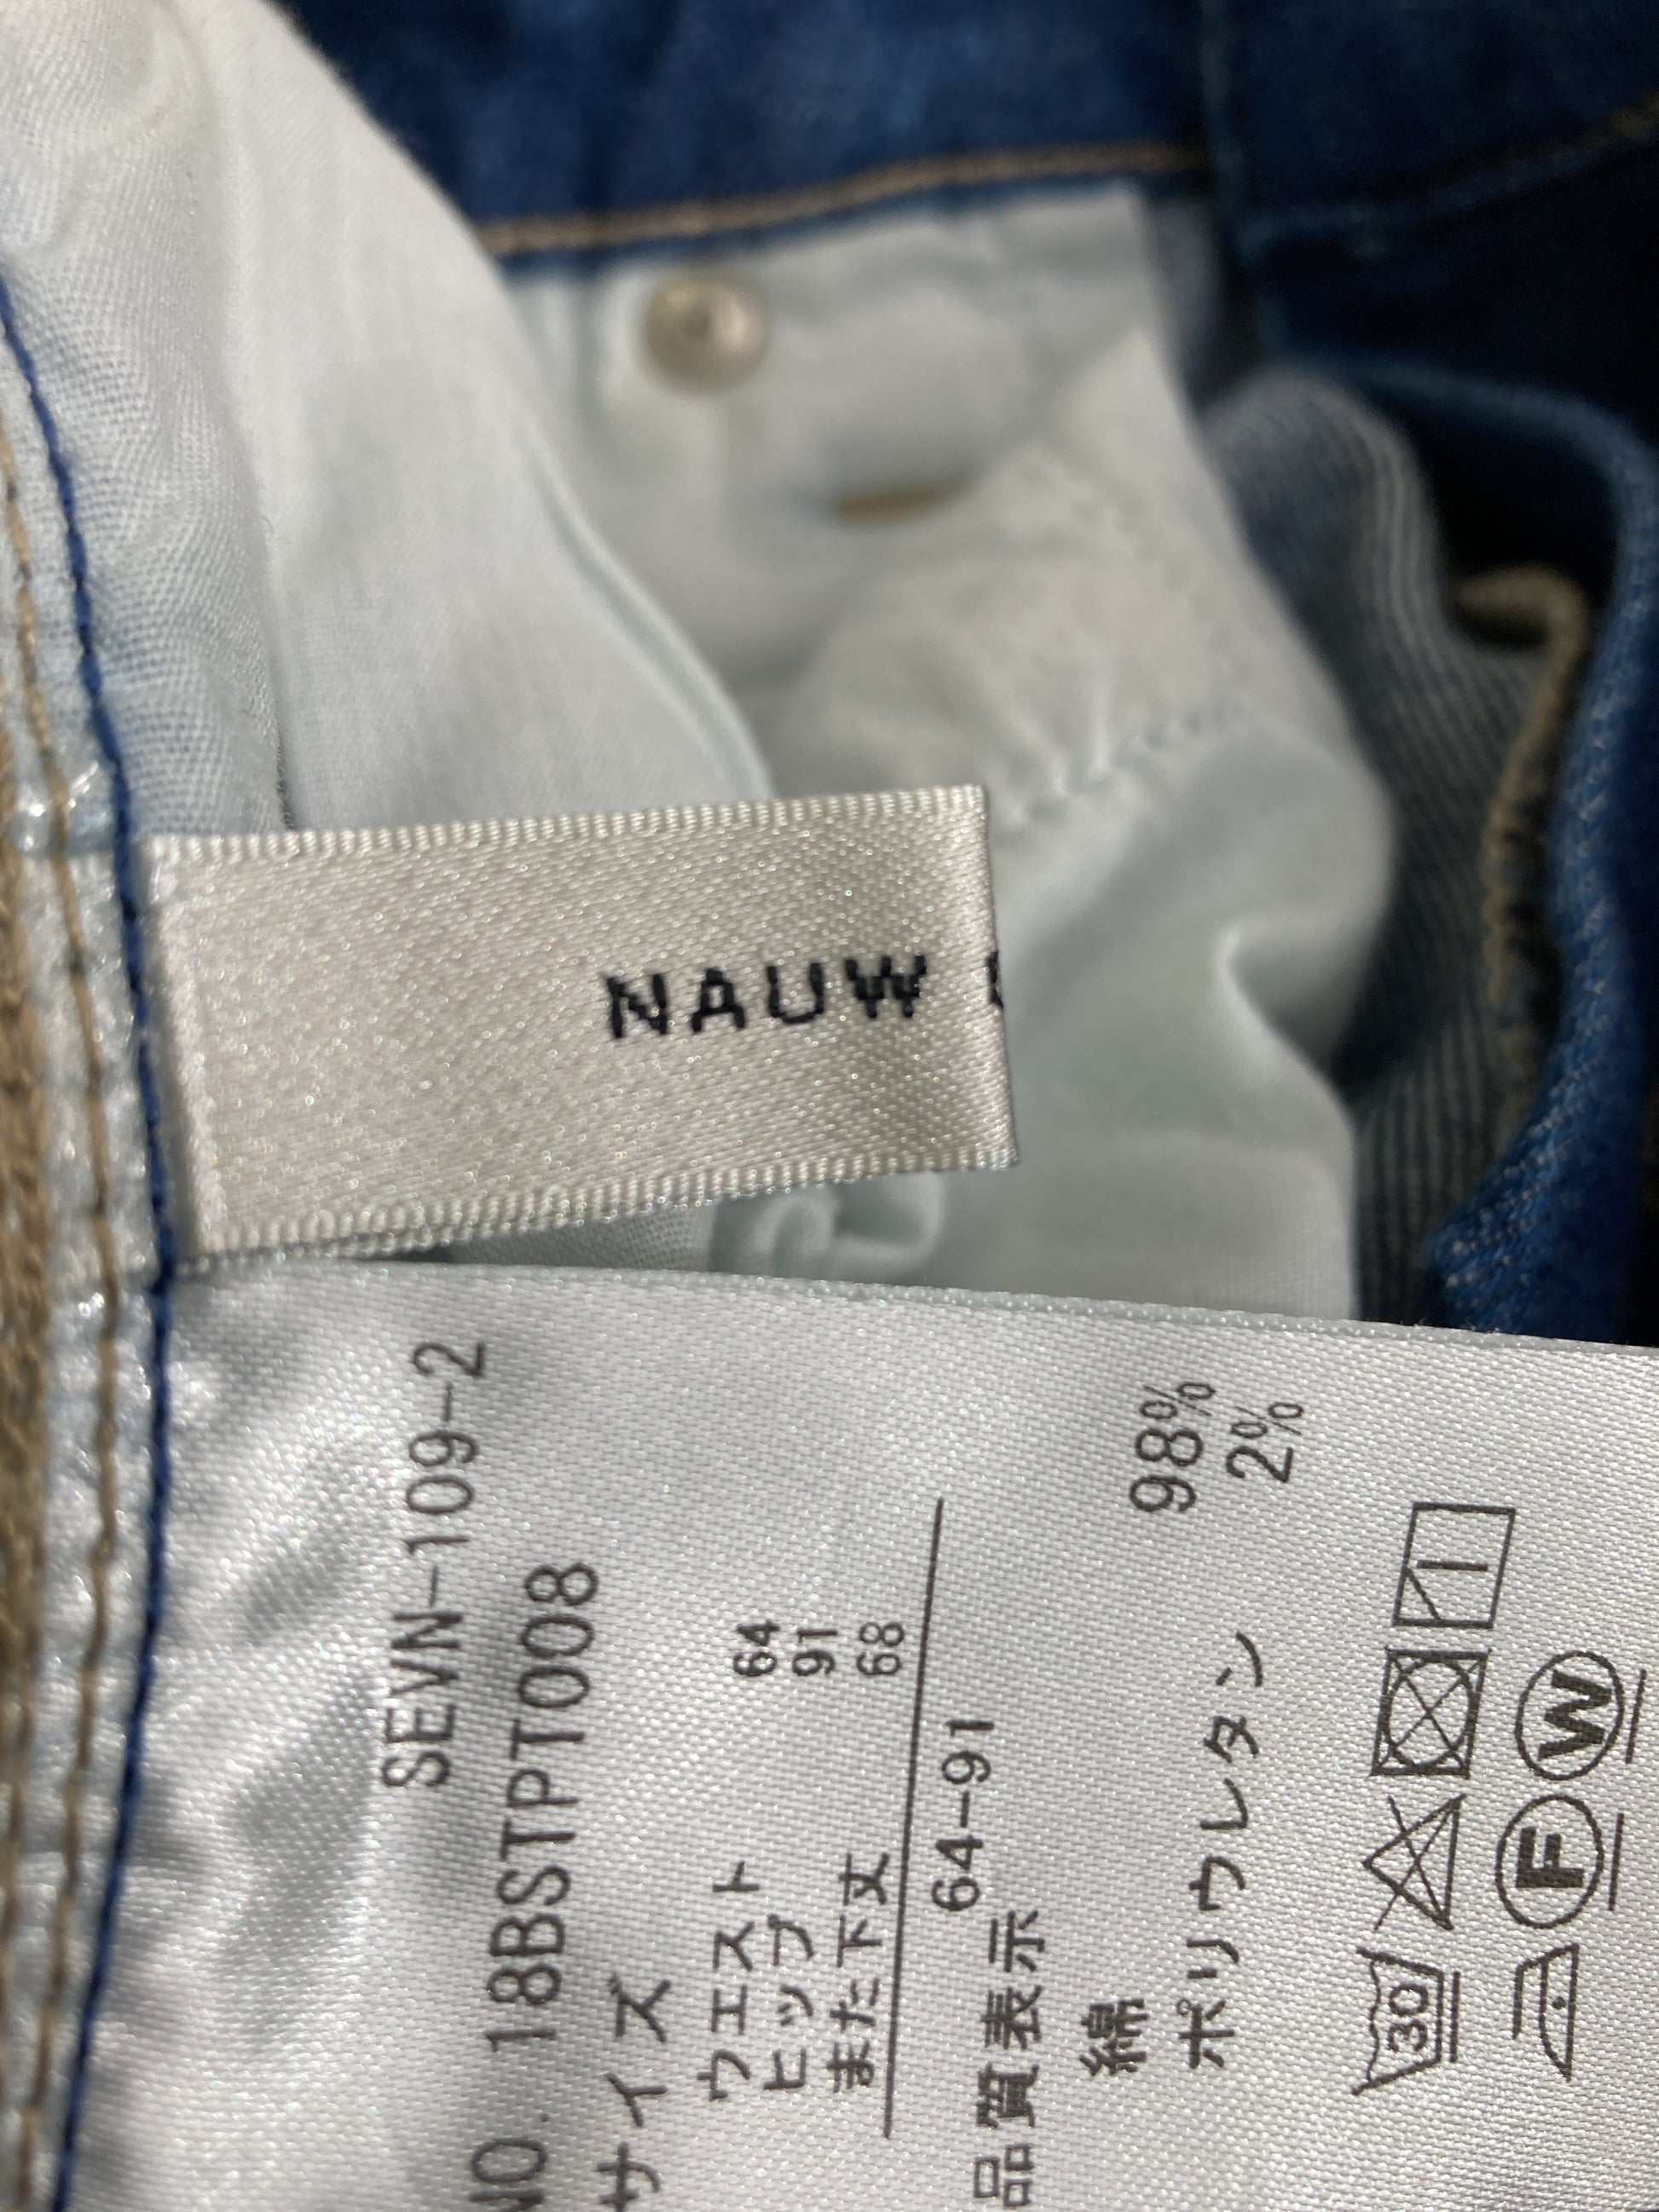 NAUW
SEVN-109-2
NO. 18BSTPT008
サイズ
ウエスト 64
ヒップ 91
また下丈 68
64-91
品質表示
綿 98%
ポリウレタン 2%
30
F W